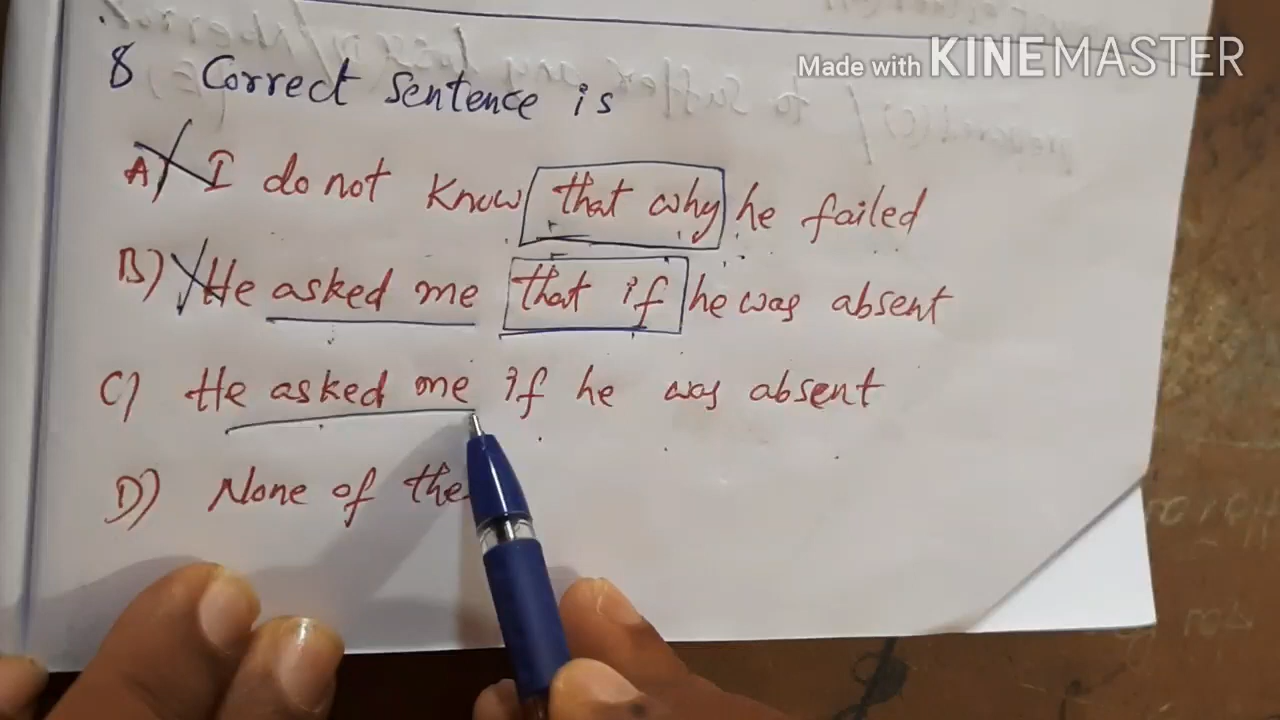 Made with KINEMASTER
8 Correct Sentence is
A) I do not know that why he failed
B) He asked me that if he was absent
C) He asked me if he was absent
D) None of the